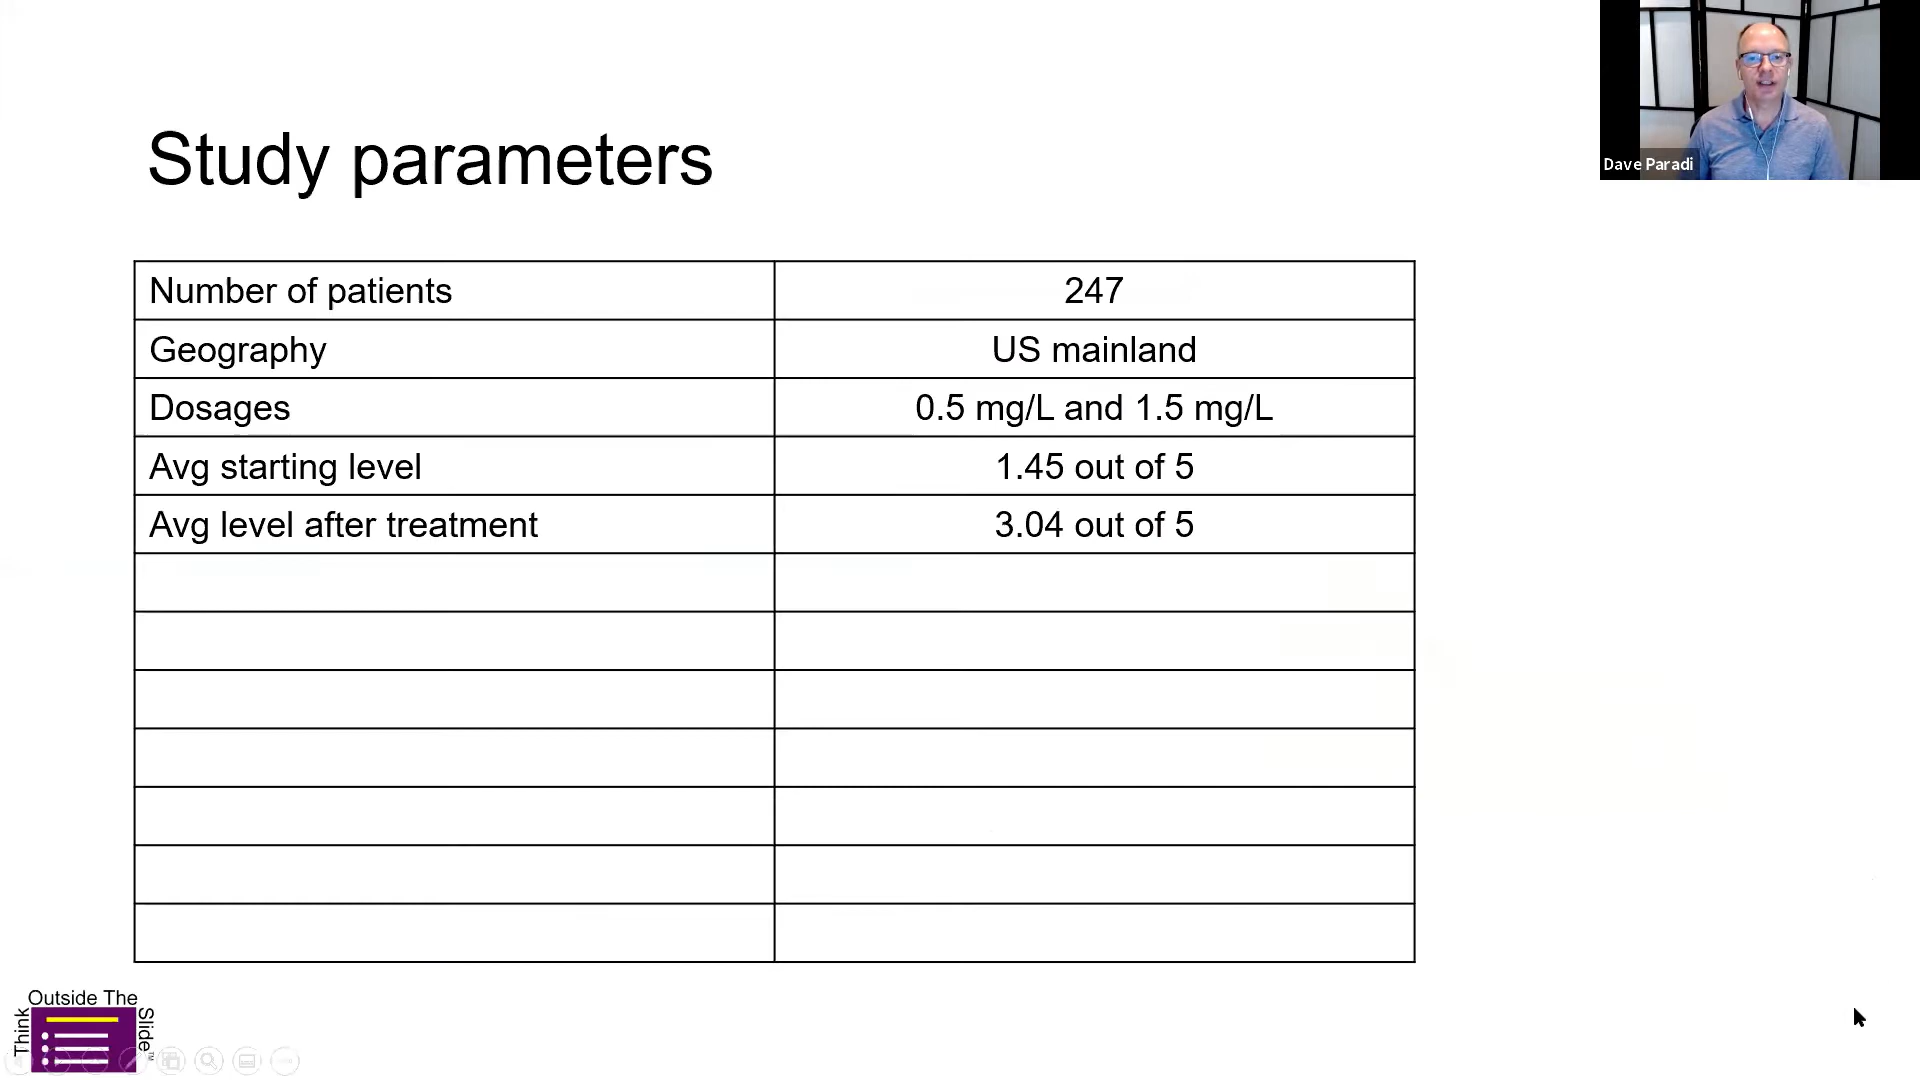 Dave Paradi
Study parameters
Number of patients 247
Geography US mainland
Dosages 0.5 mg/L and 1.5 mg/L
Avg starting level 1.45 out of 5
Avg level after treatment 3.04 out of 5
Think
Outside The
Slide™